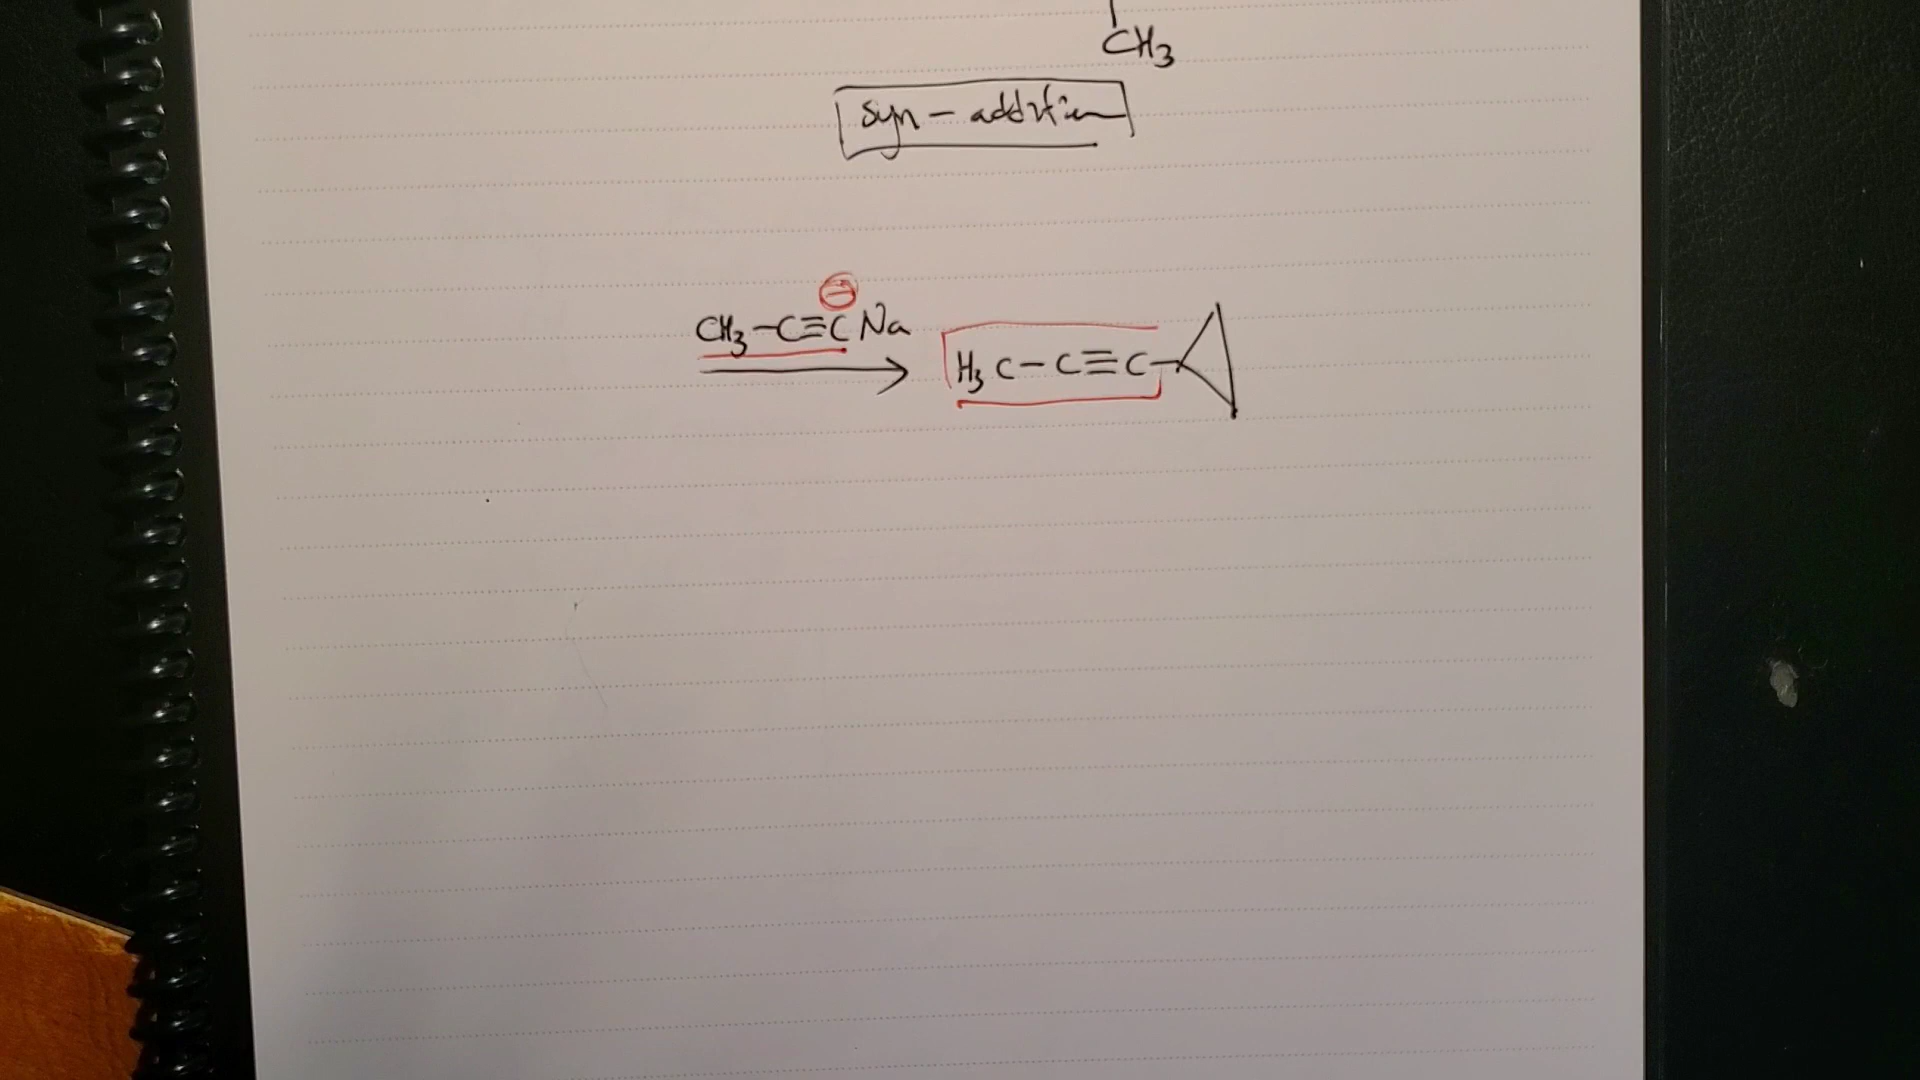 CH3
syn - addition
⊖
CH3-C≡C Na
H3C-C≡C-